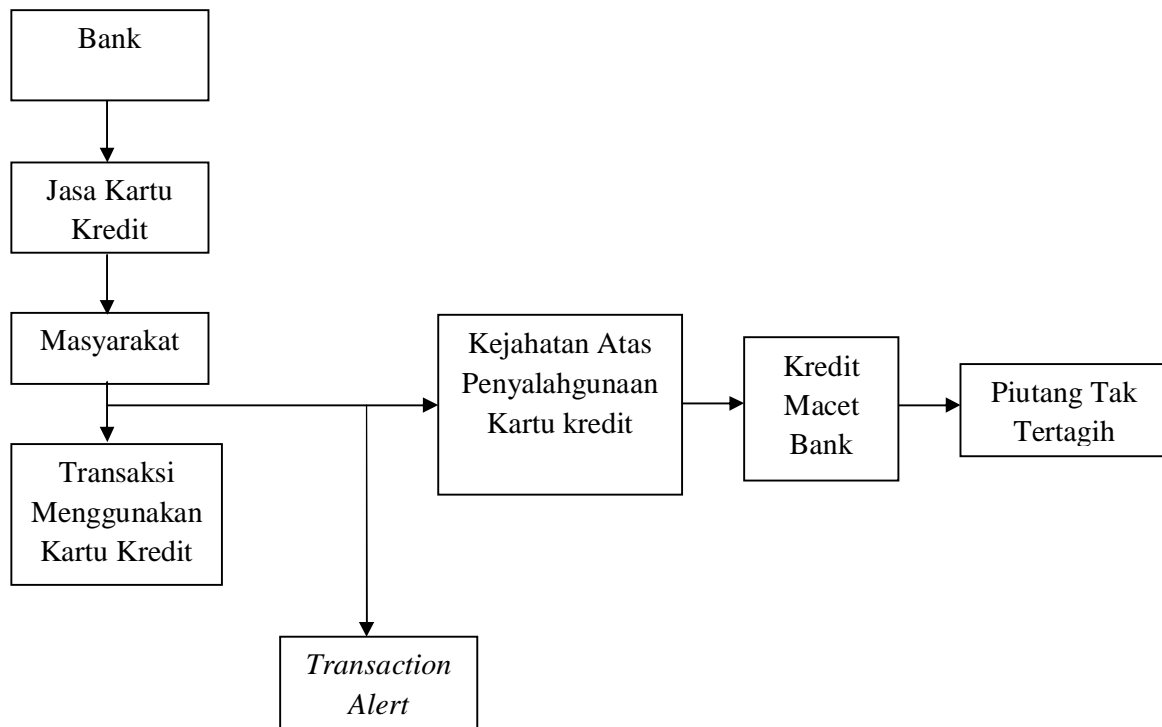 Bank
Jasa Kartu
Kredit
Masyarakat
Transaksi
Menggunakan
Kartu Kredit
Kejahatan Atas
Penyalahgunaan
Kartu kredit
Kredit
Macet
Bank
Piutang Tak
Tertagih
Transaction
Alert